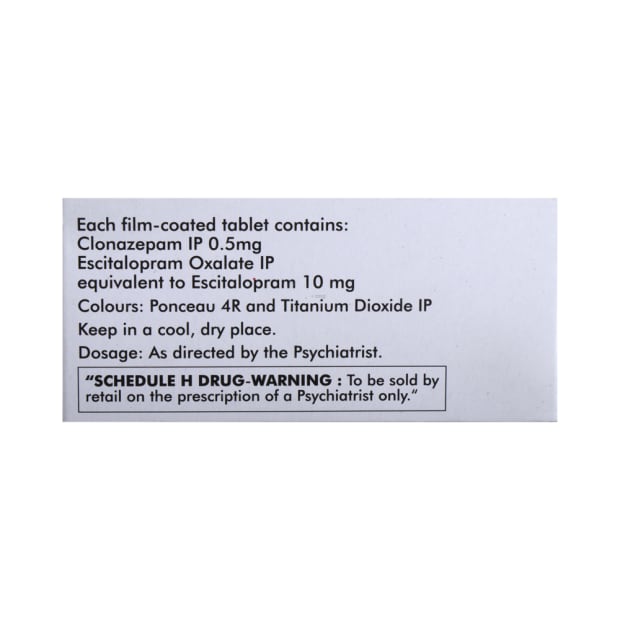 Each film-coated tablet contains:
Clonazepam IP 0.5mg
Escitalopram Oxalate IP
equivalent to Escitalopram 10 mg
Colours: Ponceau 4R and Titanium Dioxide IP
Keep in a cool, dry place.
Dosage: As directed by the Psychiatrist.
“SCHEDULE H DRUG-WARNING : To be sold by
retail on the prescription of a Psychiatrist only.“